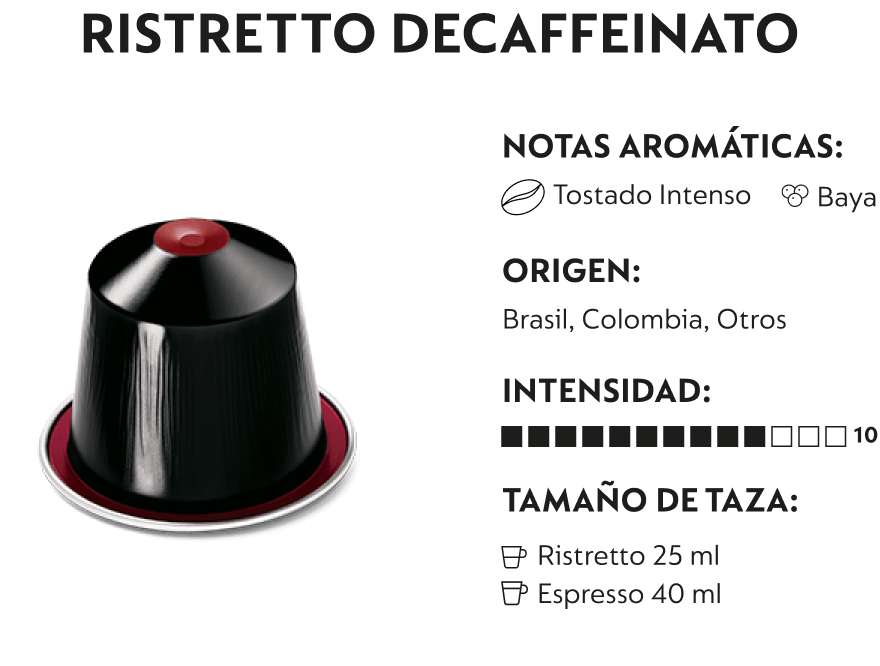 RISTRETTO DECAFFEINATO
NOTAS AROMÁTICAS:
Tostado Intenso Baya
ORIGEN:
Brasil, Colombia, Otros
INTENSIDAD:
10
TAMAÑO DE TAZA:
Ristretto 25 ml
Espresso 40 ml